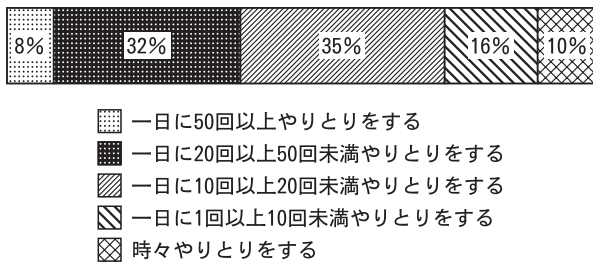 8% 32% 35% 16% 10%
一日に50回以上やりとりをする
一日に20回以上50回未満やりとりをする
一日に10回以上20回未満やりとりをする
一日に1回以上10回未満やりとりをする
時々やりとりをする